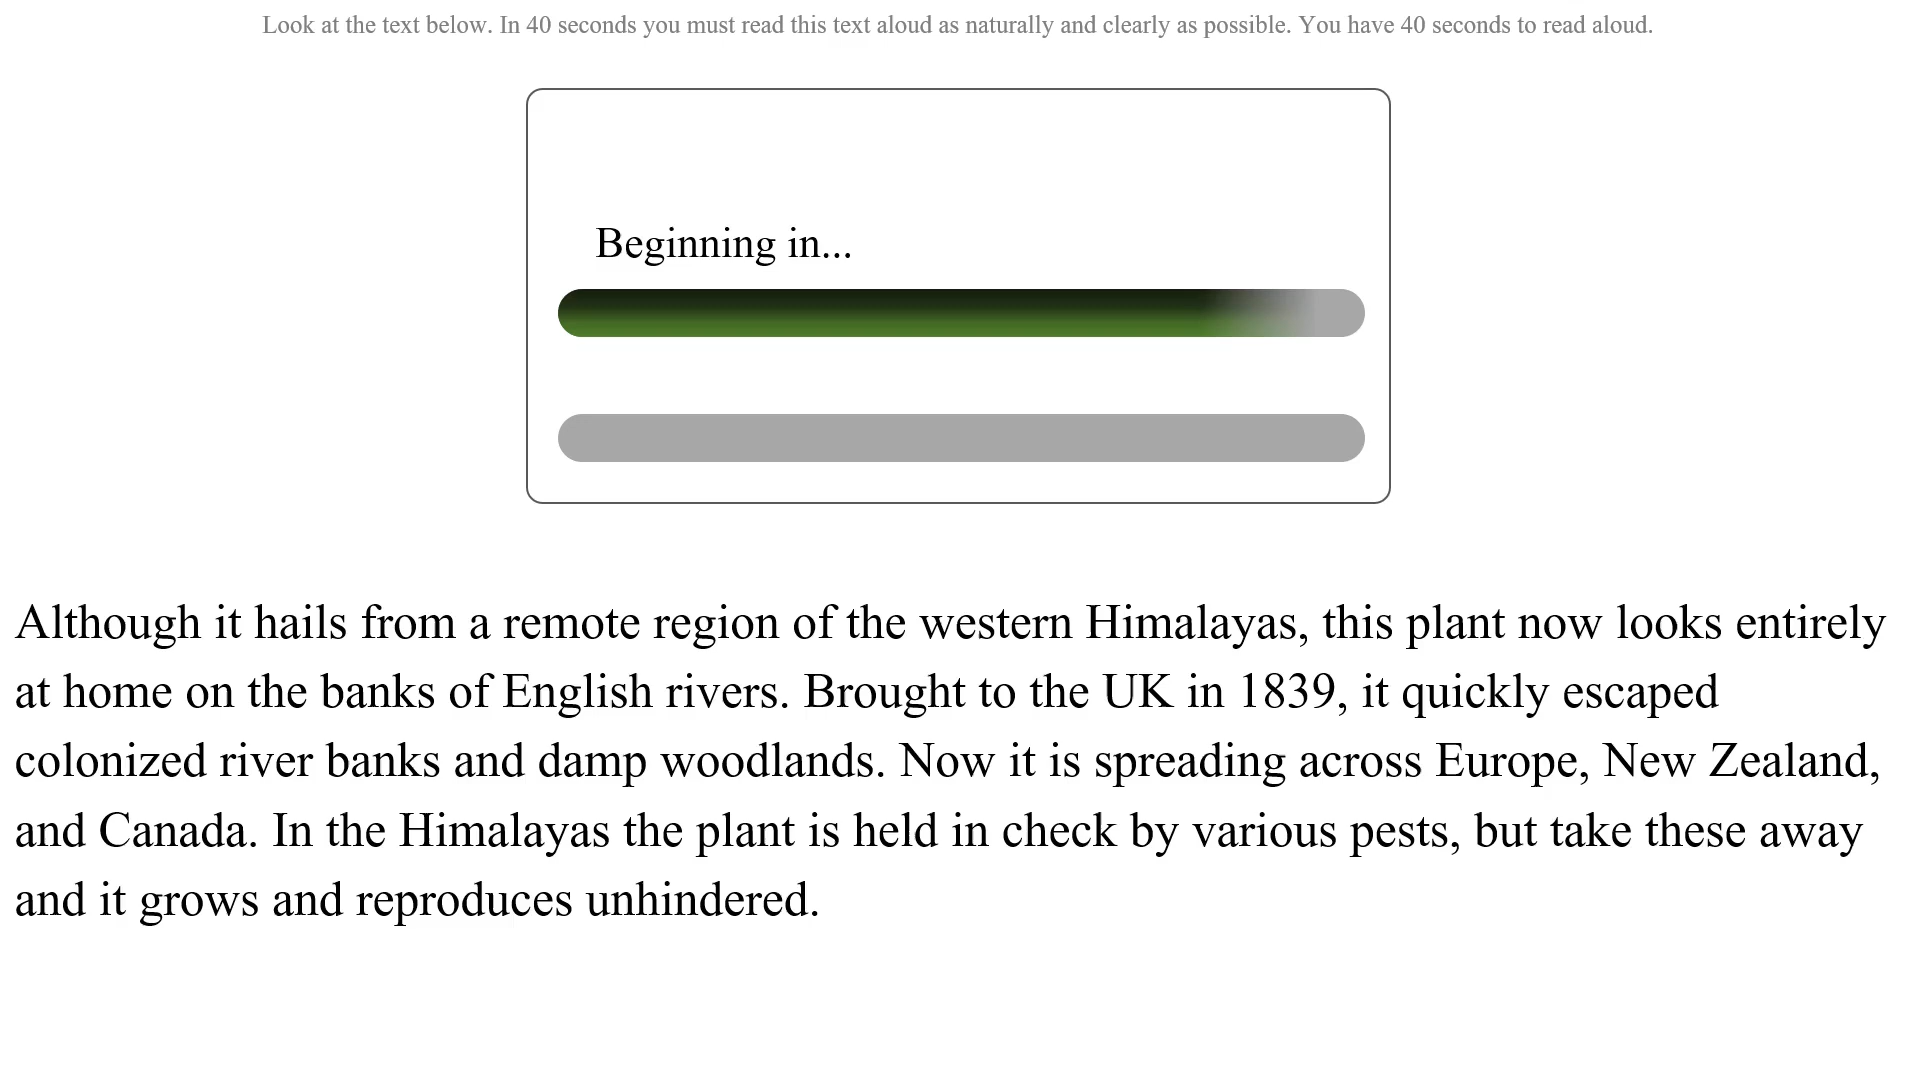 Look at the text below. In 40 seconds you must read this text aloud as naturally and clearly as possible. You have 40 seconds to read aloud.
Beginning in...
Although it hails from a remote region of the western Himalayas, this plant now looks entirely
at home on the banks of English rivers. Brought to the UK in 1839, it quickly escaped
colonized river banks and damp woodlands. Now it is spreading across Europe, New Zealand,
and Canada. In the Himalayas the plant is held in check by various pests, but take these away
and it grows and reproduces unhindered.